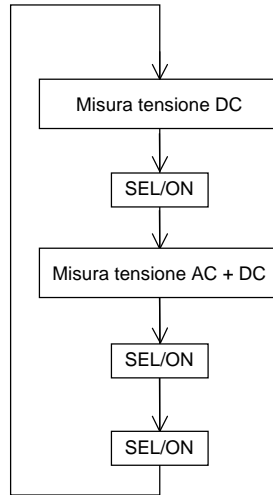 Misura tensione DC
SEL/ON
Misura tensione AC + DC
SEL/ON
SEL/ON